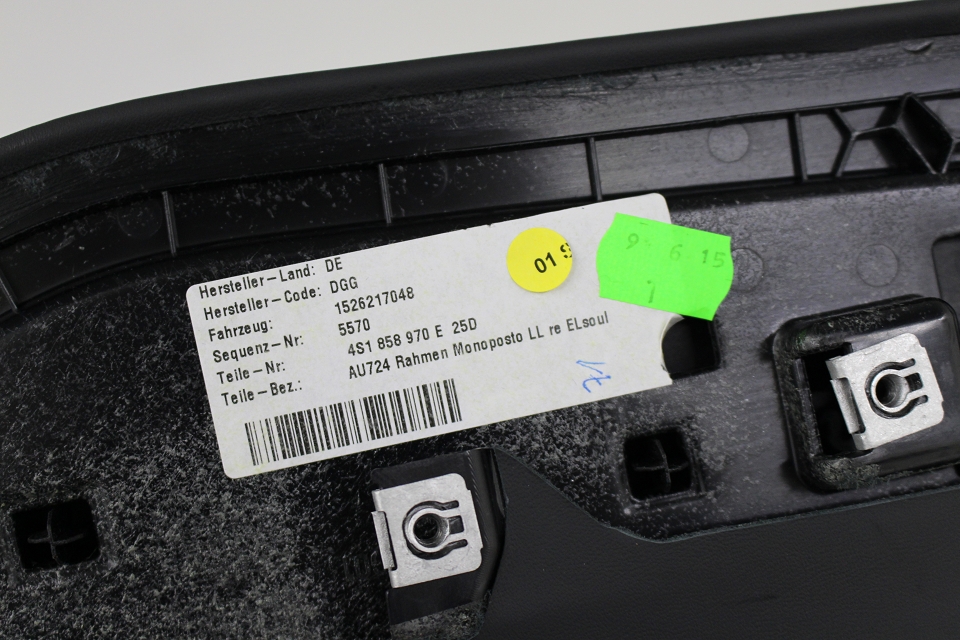 Hersteller-Land: DE
Hersteller-Code: DGG
Fahrzeug: 1526217048
Sequenz-Nr: 5570
Teile-Nr: 4S1 858 970 E 25D
Teile-Bez.: AU724 Rahmen Monoposto LL re ELsoul
01
9 6 15
1